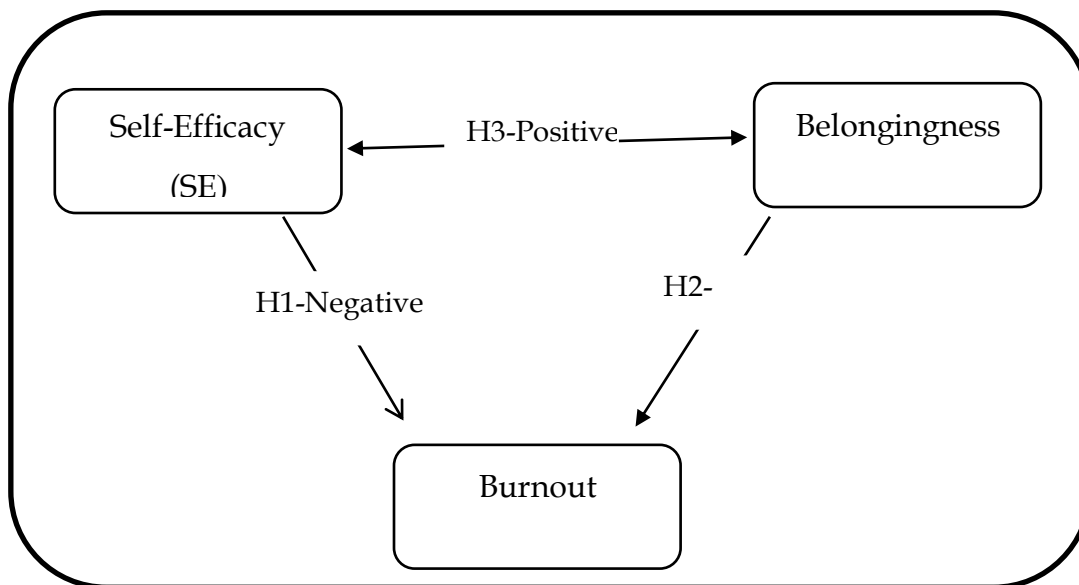 Self-Efficacy
(SE)
H3-Positive
Belongingness
H1-Negative
H2-
Burnout